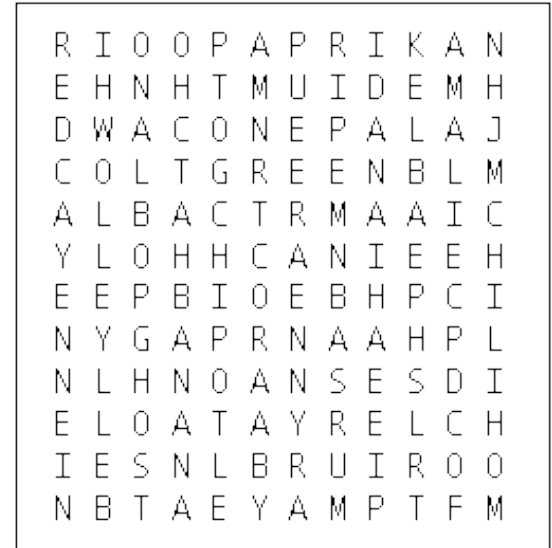 R I O O P A P R I K A N
E H N H T M U I D E M H
D W A C O N E P A L A J
C O L T G R E E N B L M
A L B A C T R M A A I C
Y L O H H C A N I E E H
E E P B I O E B H P C I
N Y G A P R N A A H P L
N L H N O A N S E S D I
E L O A T A Y R E L C H
I E S N L B R U I R O O
N B T A E Y A M P T F M